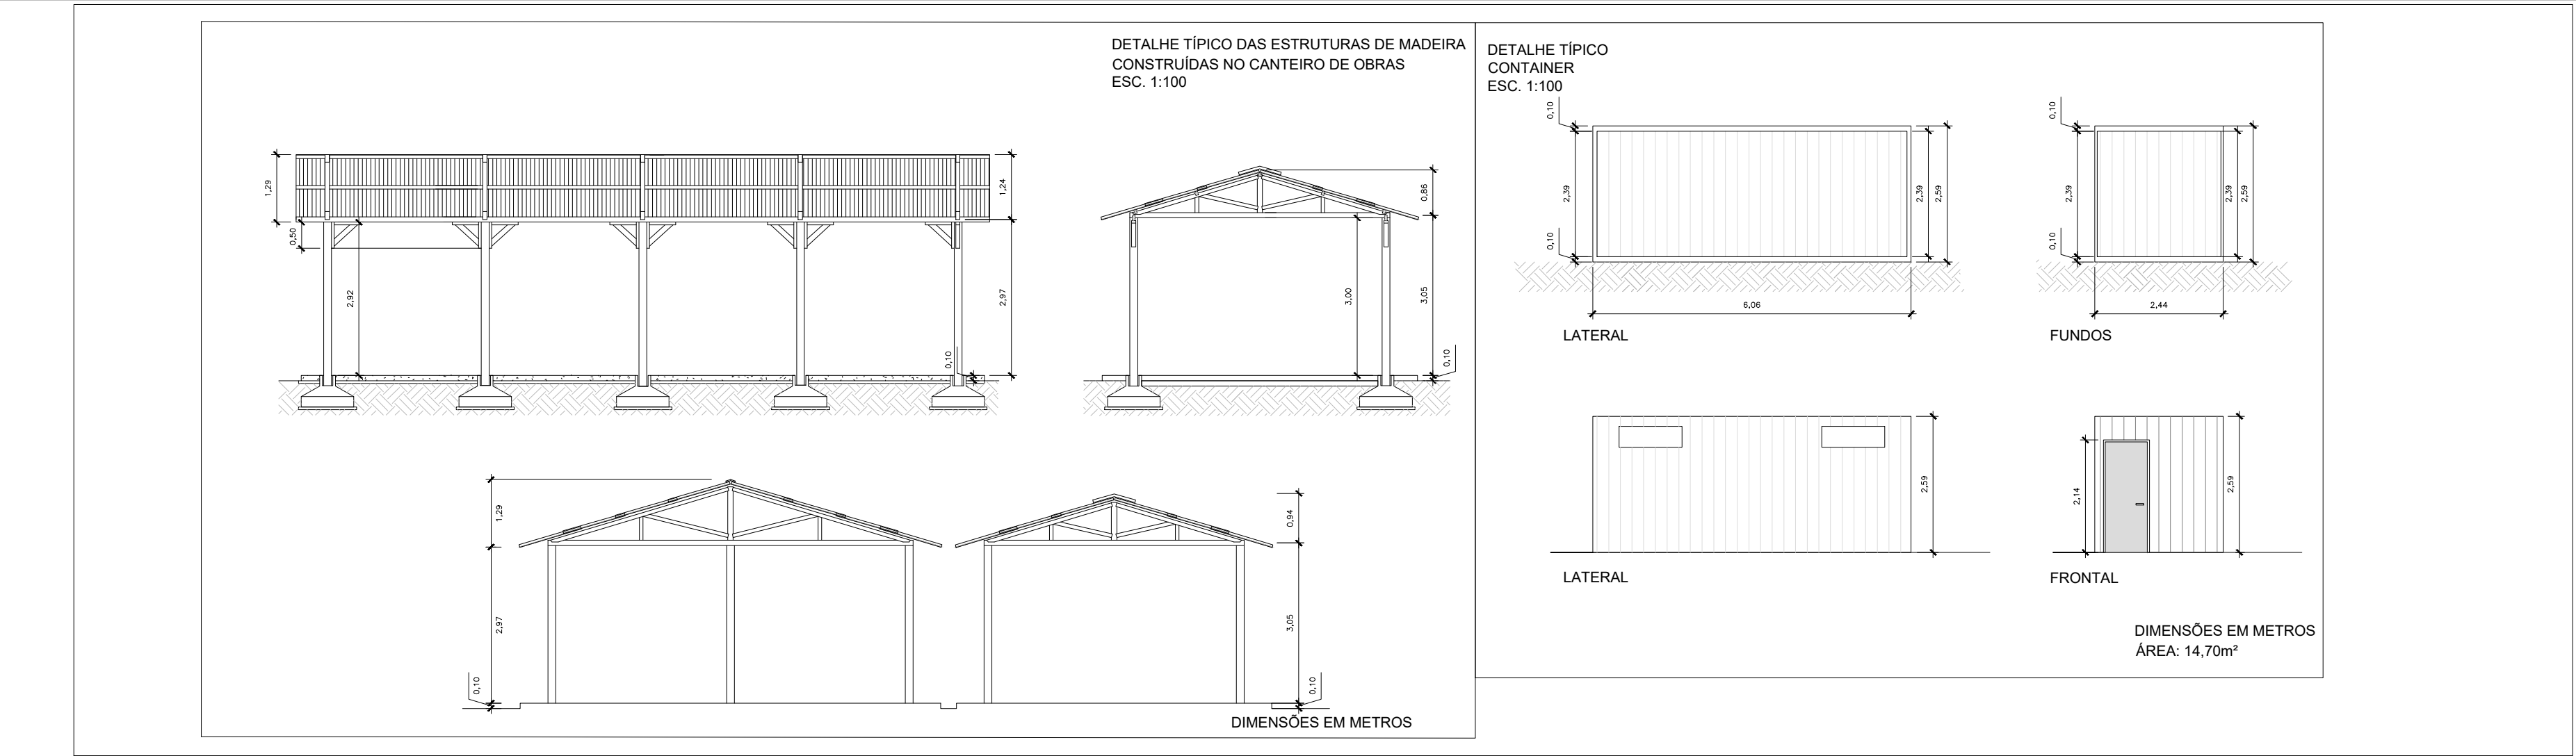 DETALHE TÍPICO DAS ESTRUTURAS DE MADEIRA
CONSTRUÍDAS NO CANTEIRO DE OBRAS
ESC. 1:100
1,29
0,50
2,92
1,24
2,97
0,10
0,86
3,00
3,05
0,10
1,29
2,97
0,10
0,94
3,05
0,10
DIMENSÕES EM METROS
DETALHE TÍPICO
CONTAINER
ESC. 1:100
0,10
2,39
0,10
2,39
2,59
6,06
LATERAL
0,10
2,39
0,10
2,39
2,59
2,44
FUNDOS
2,59
LATERAL
2,14
2,59
FRONTAL
DIMENSÕES EM METROS
ÁREA: 14,70m²